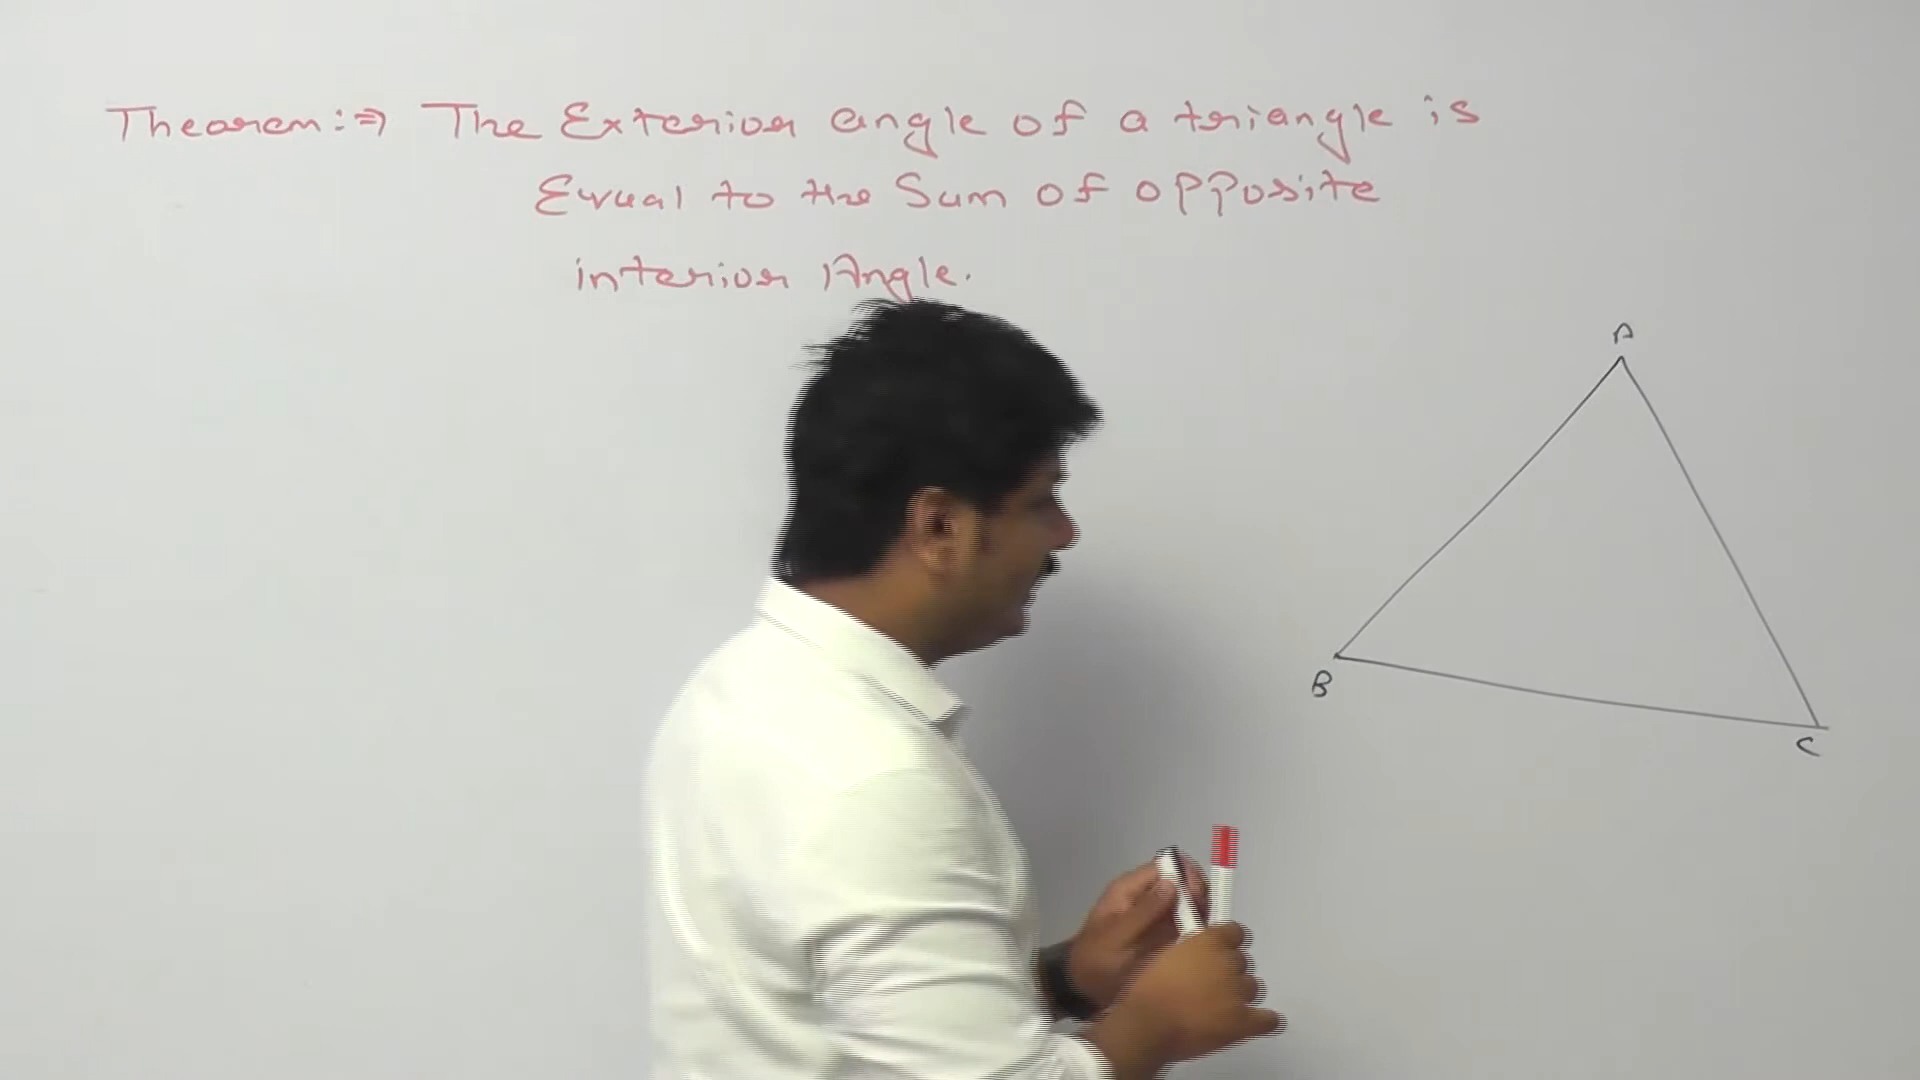 Theorem:⇒ The Exterior angle of a triangle is
Equal to the Sum of opposite
interior Angle.
A
B
C